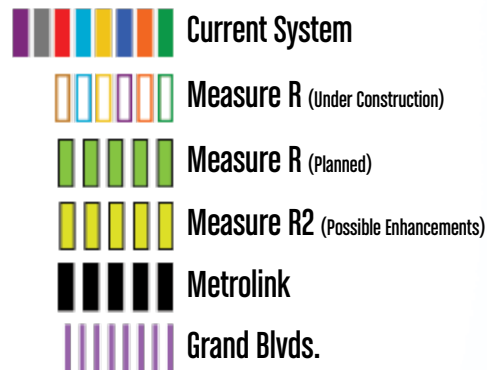 Current System
Measure R (Under Construction)
Measure R (Planned)
Measure R2 (Possible Enhancements)
Metrolink
Grand Blvds.